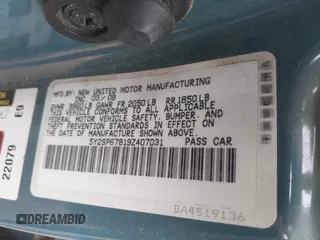 MFD BY: NEW UNITED MOTOR MANUFACTURING
INC 03/08
GVWR 3860LB GAWR FR 2050LB RR 1850LB
THIS VEHICLE CONFORMS TO ALL APPLICABLE
FEDERAL MOTOR VEHICLE SAFETY, BUMPER, AND
THEFT PREVENTION STANDARDS IN EFFECT ON
THE DATE OF MANUFACTURE SHOWN ABOVE.
5Y2SP67819Z407031 PASS CAR
BA4519136
22079 E9
DREAMBID